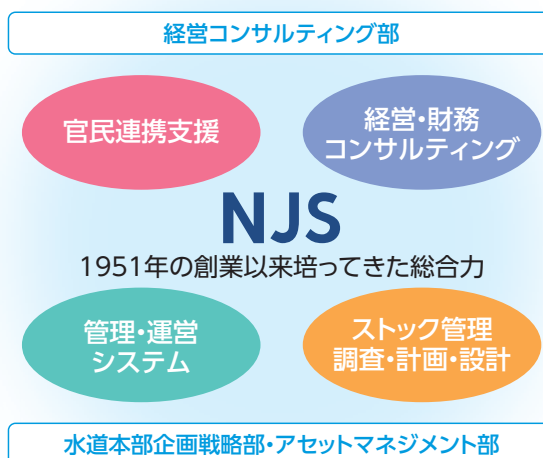 経営コンサルティング部
官民連携支援
経営・財務
コンサルティング
NJS
1951年の創業以来培ってきた総合力
管理・運営
システム
ストック管理
調査・計画・設計
水道本部企画戦略部・アセットマネジメント部